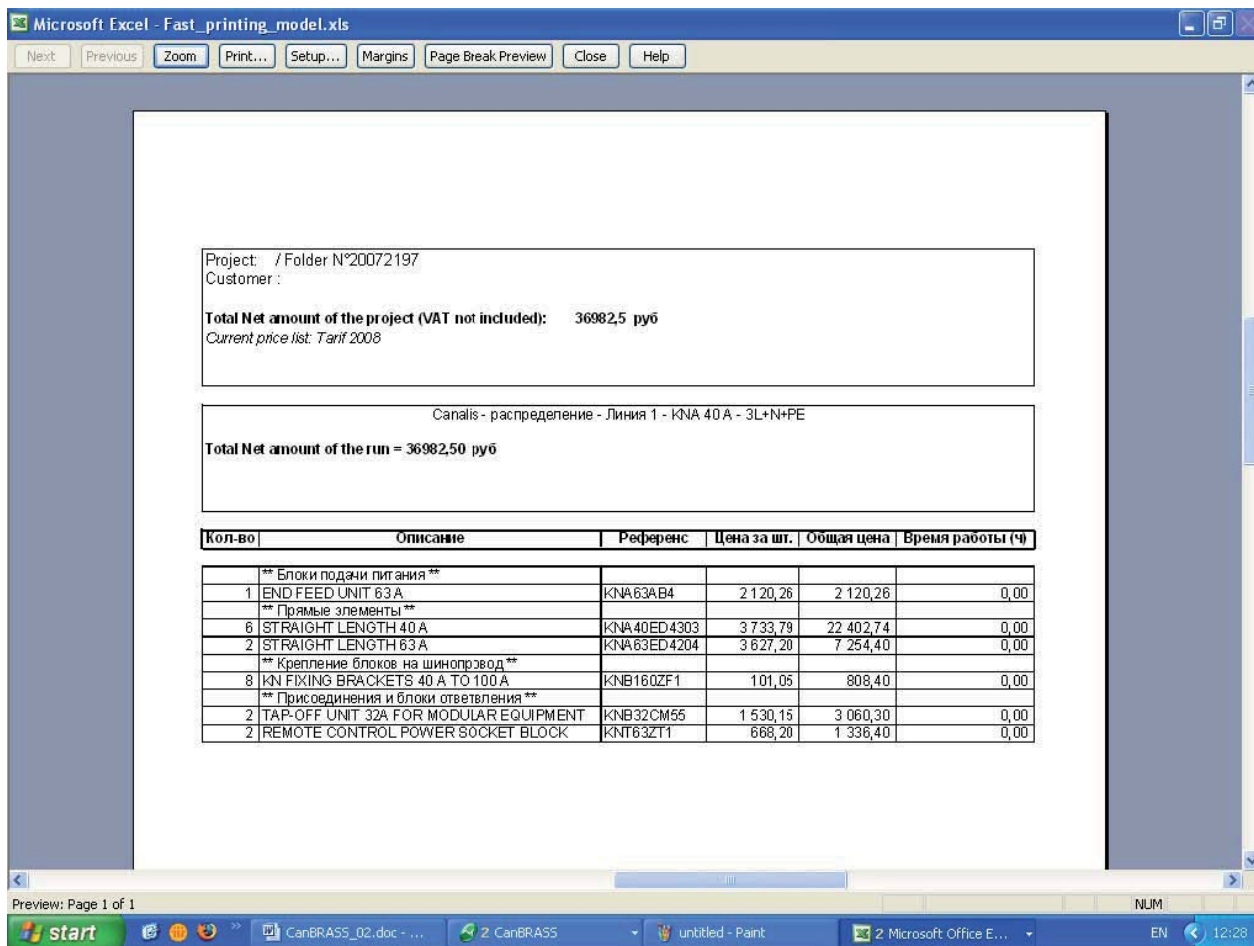 Microsoft Excel - Fast_printing_model.xls
Next Previous Zoom Print... Setup... Margins Page Break Preview Close Help
Project: / Folder N°20072197
Customer :
Total Net amount of the project (VAT not included): 36982,5 руб
Current price list: Tarif 2008
Canalis - распределение - Линия 1 - KNA 40 A - 3L+N+PE
Total Net amount of the run = 36982,50 руб
Кол-во Описание Референс Цена за шт. Общая цена Время работы (ч)
** Блоки подачи питания **
1 END FEED UNIT 63 A KNA63AB4 2 120,26 2 120,26 0,00
** Прямые элементы **
6 STRAIGHT LENGTH 40 A KNA40ED4303 3 733,79 22 402,74 0,00
2 STRAIGHT LENGTH 63 A KNA63ED4204 3 627,20 7 254,40 0,00
** Крепление блоков на шинопровод **
8 KN FIXING BRACKETS 40 A TO 100 A KNB160ZF1 101,05 808,40 0,00
** Присоединения и блоки ответвления **
2 TAP-OFF UNIT 32A FOR MODULAR EQUIPMENT KNB32CM55 1 530,15 3 060,30 0,00
2 REMOTE CONTROL POWER SOCKET BLOCK KNT63ZT1 668,20 1 336,40 0,00
Preview: Page 1 of 1 NUM
start CanBRASS_02.doc - ... 2 CanBRASS untitled - Paint 2 Microsoft Office E... EN 12:28